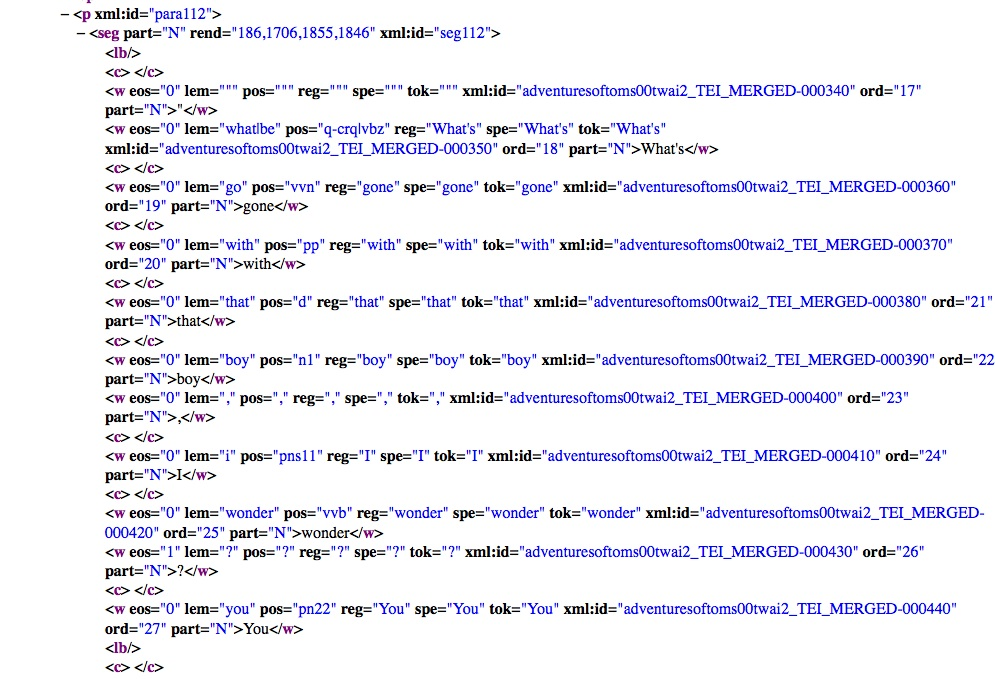 – <p xml:id="para112">
– <seg part="N" rend="186,1706,1855,1846" xml:id="seg112">
<lb/>
<c> </c>
<w eos="0" lem=""" pos=""" reg=""" spe=""" tok=""" xml:id="adventuresoftoms00twai2_TEI_MERGED-000340" ord="17"
part="N">"</w>
<w eos="0" lem="what|be" pos="q-crq|vbz" reg="What's" spe="What's" tok="What's"
xml:id="adventuresoftoms00twai2_TEI_MERGED-000350" ord="18" part="N">What's</w>
<c> </c>
<w eos="0" lem="go" pos="vvn" reg="gone" spe="gone" tok="gone" xml:id="adventuresoftoms00twai2_TEI_MERGED-000360"
ord="19" part="N">gone</w>
<c> </c>
<w eos="0" lem="with" pos="pp" reg="with" spe="with" tok="with" xml:id="adventuresoftoms00twai2_TEI_MERGED-000370"
ord="20" part="N">with</w>
<c> </c>
<w eos="0" lem="that" pos="d" reg="that" spe="that" tok="that" xml:id="adventuresoftoms00twai2_TEI_MERGED-000380" ord="21"
part="N">that</w>
<c> </c>
<w eos="0" lem="boy" pos="n1" reg="boy" spe="boy" tok="boy" xml:id="adventuresoftoms00twai2_TEI_MERGED-000390" ord="22
part="N">boy</w>
<w eos="0" lem="," pos="," reg="," spe="," tok="," xml:id="adventuresoftoms00twai2_TEI_MERGED-000400" ord="23"
part="N">,</w>
<c> </c>
<w eos="0" lem="i" pos="pns11" reg="I" spe="I" tok="I" xml:id="adventuresoftoms00twai2_TEI_MERGED-000410" ord="24"
part="N">I</w>
<c> </c>
<w eos="0" lem="wonder" pos="vvb" reg="wonder" spe="wonder" tok="wonder" xml:id="adventuresoftoms00twai2_TEI_MERGED-
000420" ord="25" part="N">wonder</w>
<w eos="1" lem="?" pos="?" reg="?" spe="?" tok="?" xml:id="adventuresoftoms00twai2_TEI_MERGED-000430" ord="26"
part="N">?</w>
<c> </c>
<w eos="0" lem="you" pos="pn22" reg="You" spe="You" tok="You" xml:id="adventuresoftoms00twai2_TEI_MERGED-000440"
ord="27" part="N">You</w>
<lb/>
<c> </c>